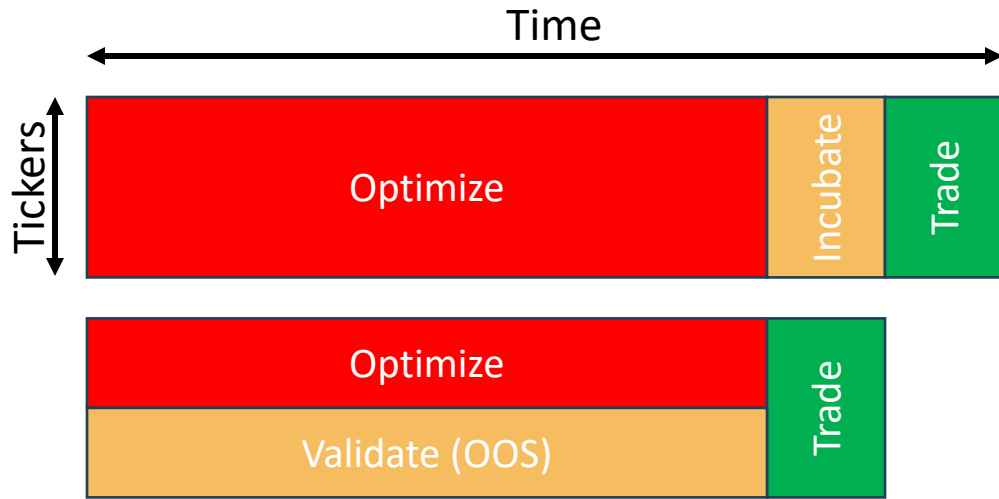 Time
Tickers
Optimize
Incubate
Trade
Optimize
Validate (OOS)
Trade